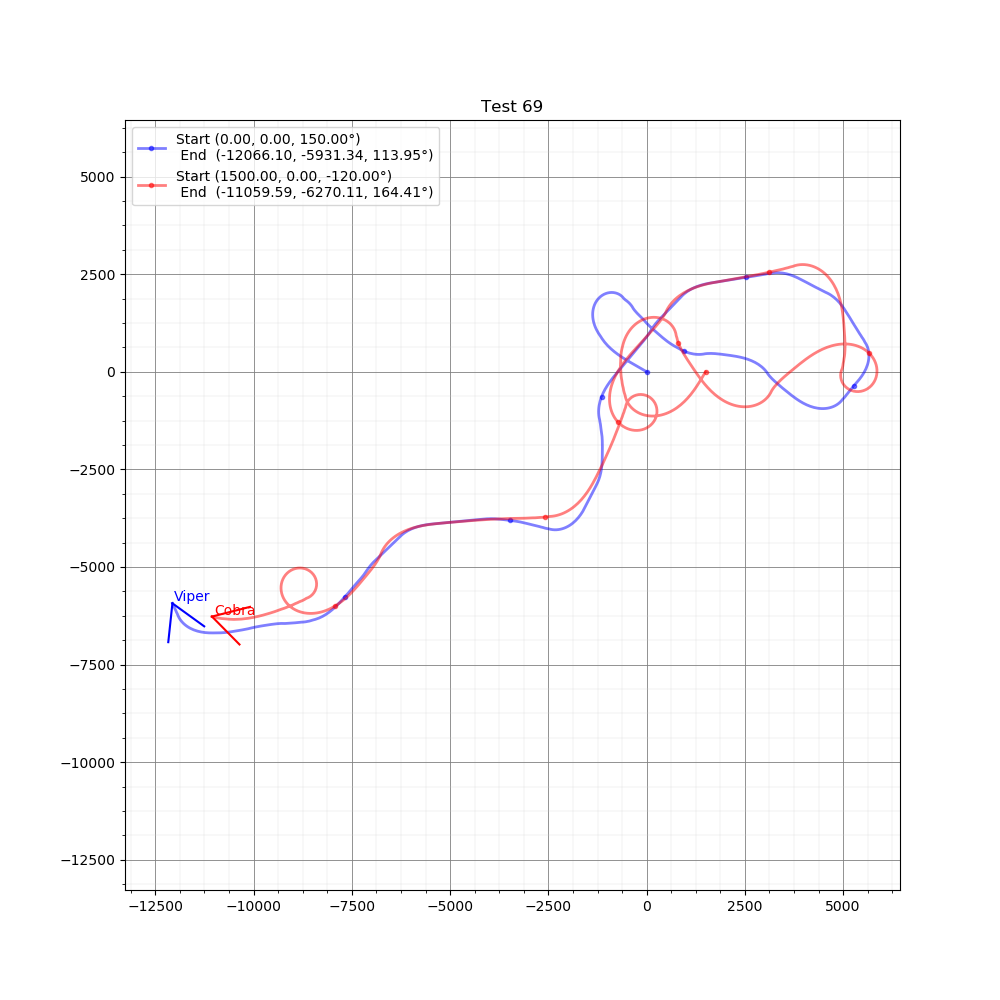 Test 69
Start (0.00, 0.00, 150.00°)
End (-12066.10, -5931.34, 113.95°)
Start (1500.00, 0.00, -120.00°)
End (-11059.59, -6270.11, 164.41°)
5000
2500
0
−2500
−5000
−7500
−10000
−12500
Viper
Cobra
−12500 −10000 −7500 −5000 −2500 0 2500 5000